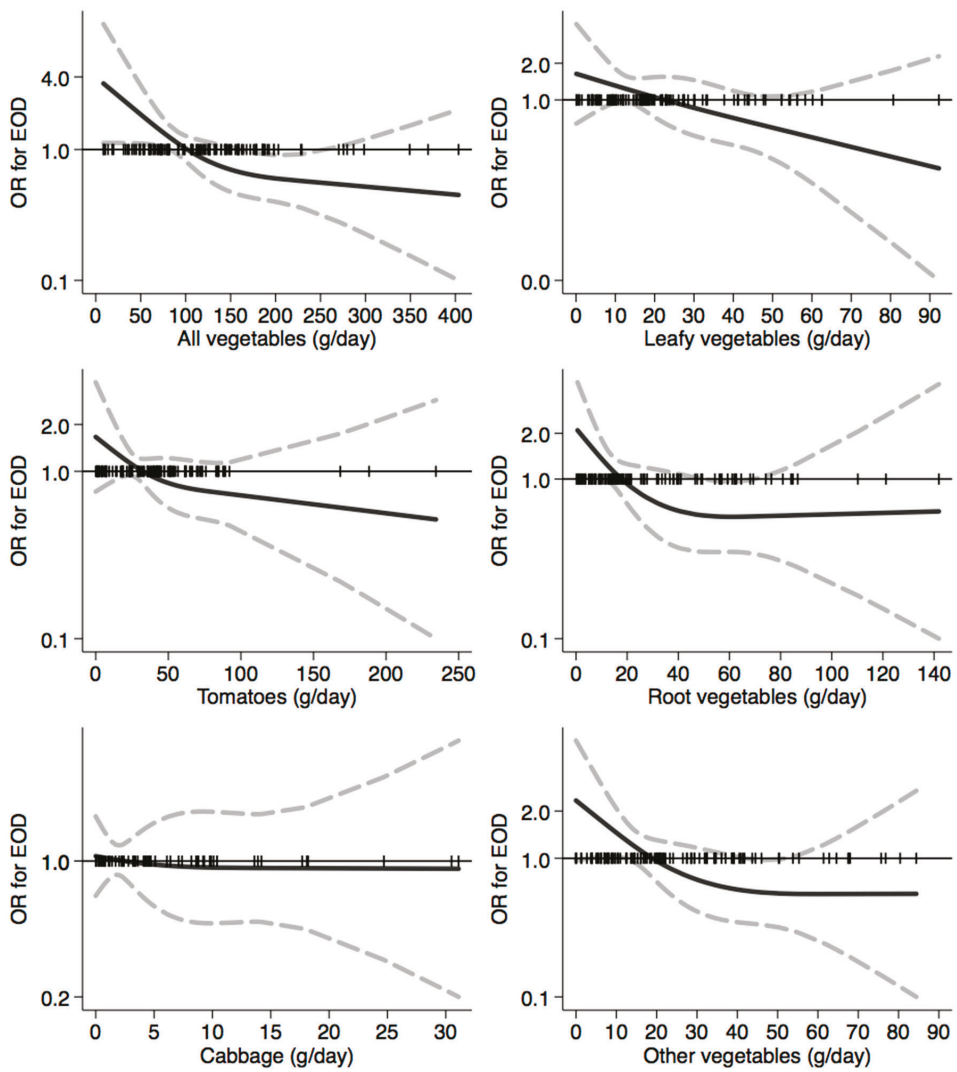 OR for EOD
4.0
1.0
0.1
0 50 100 150 200 250 300 350 400
All vegetables (g/day)
OR for EOD
2.0
1.0
0.0
0 10 20 30 40 50 60 70 80 90
Leafy vegetables (g/day)
OR for EOD
2.0
1.0
0.1
0 50 100 150 200 250
Tomatoes (g/day)
OR for EOD
2.0
1.0
0.1
0 20 40 60 80 100 120 140
Root vegetables (g/day)
OR for EOD
1.0
0.2
0 5 10 15 20 25 30
Cabbage (g/day)
OR for EOD
2.0
1.0
0.1
0 10 20 30 40 50 60 70 80 90
Other vegetables (g/day)